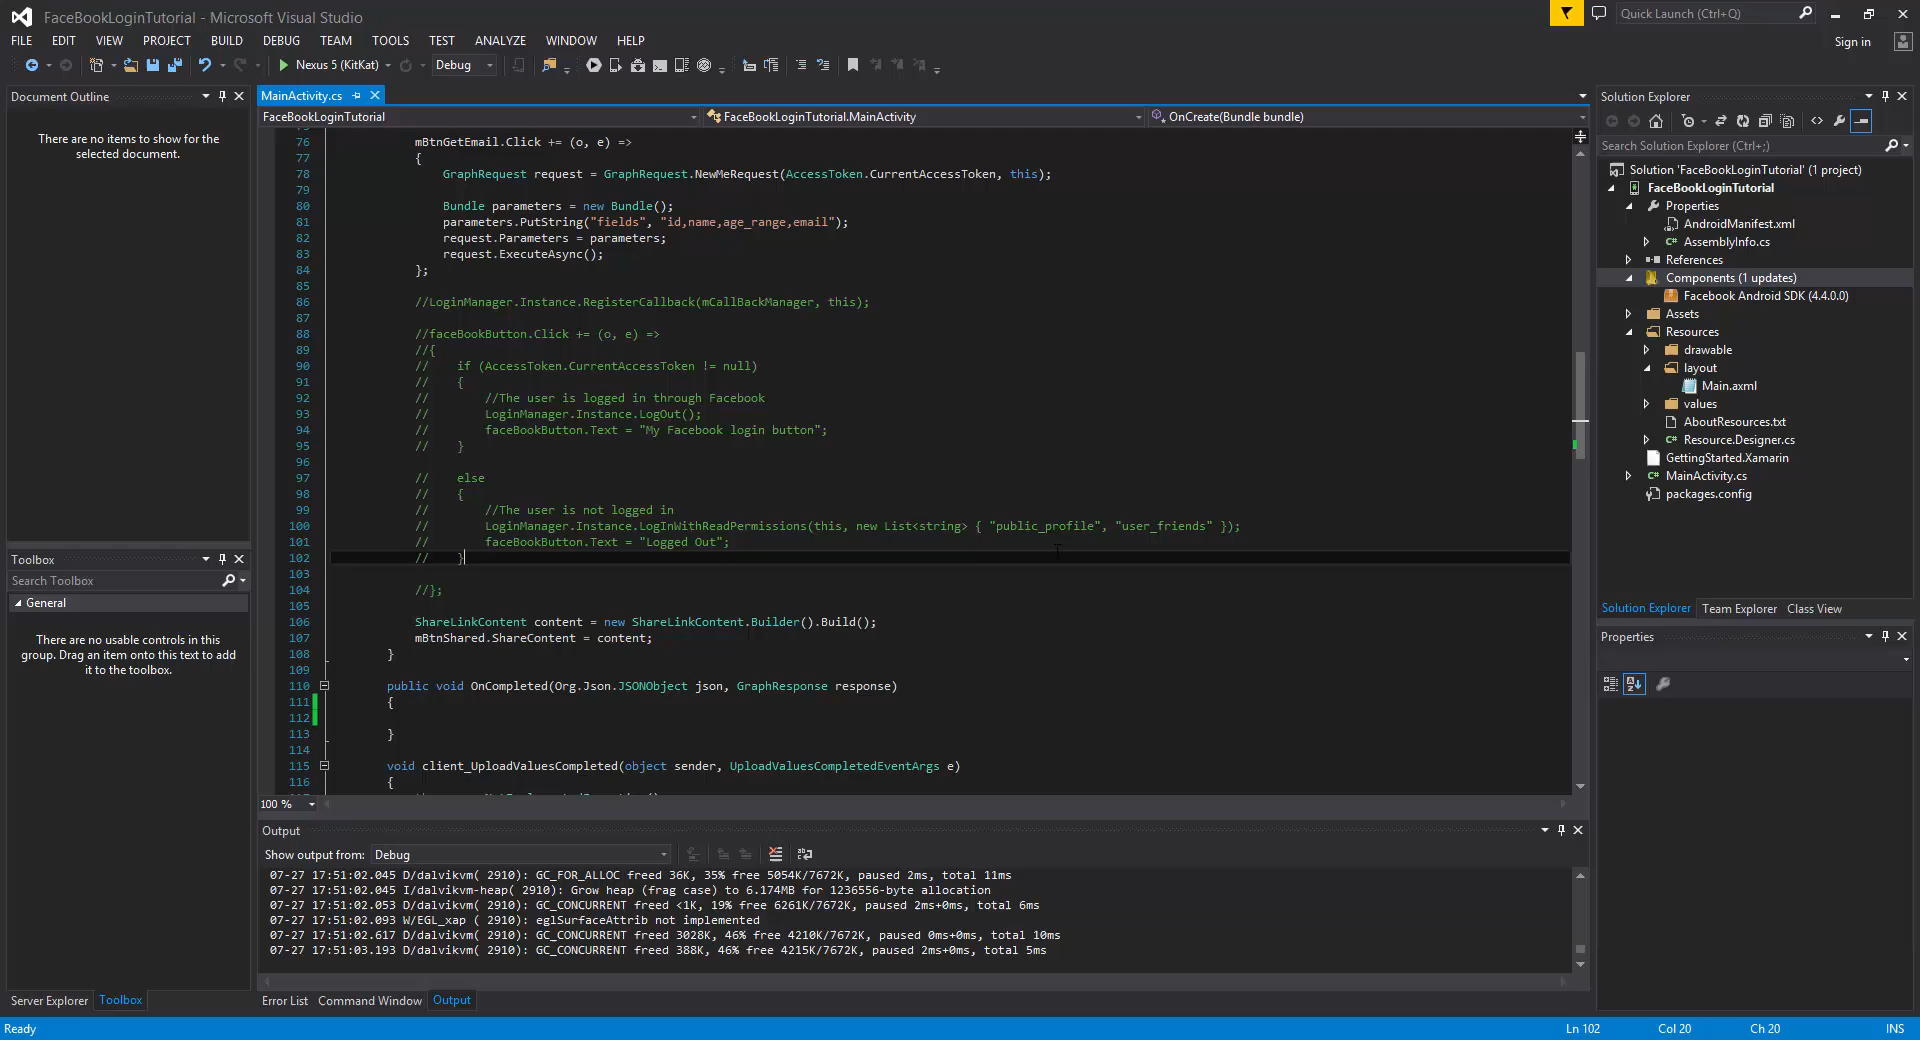 FaceBookLoginTutorial - Microsoft Visual Studio
Quick Launch (Ctrl+Q)
FILE EDIT VIEW PROJECT BUILD DEBUG TEAM TOOLS TEST ANALYZE WINDOW HELP
Sign in
Nexus 5 (KitKat) Debug
Document Outline
There are no items to show for the
selected document.
Toolbox
Search Toolbox
General
There are no usable controls in this
group. Drag an item onto this text to add
it to the toolbox.
Server Explorer Toolbox
MainActivity.cs
FaceBookLoginTutorial FaceBookLoginTutorial.MainActivity OnCreate(Bundle bundle)
76 mBtnGetEmail.Click += (o, e) =>
77 {
78 GraphRequest request = GraphRequest.NewMeRequest(AccessToken.CurrentAccessToken, this);
79
80 Bundle parameters = new Bundle();
81 parameters.PutString("fields", "id,name,age_range,email");
82 request.Parameters = parameters;
83 request.ExecuteAsync();
84 };
85
86 //LoginManager.Instance.RegisterCallback(mCallBackManager, this);
87
88 //faceBookButton.Click += (o, e) =>
89 //{
90 // if (AccessToken.CurrentAccessToken != null)
91 // {
92 // //The user is logged in through Facebook
93 // LoginManager.Instance.LogOut();
94 // faceBookButton.Text = "My Facebook login button";
95 // }
96
97 // else
98 // {
99 // //The user is not logged in
100 // LoginManager.Instance.LogInWithReadPermissions(this, new List<string> { "public_profile", "user_friends" });
101 // faceBookButton.Text = "Logged Out";
102 // }
103
104 //};
105
106 ShareLinkContent content = new ShareLinkContent.Builder().Build();
107 mBtnShared.ShareContent = content;
108 }
109
110 public void OnCompleted(Org.Json.JSONObject json, GraphResponse response)
111 {
112
113 }
114
115 void client_UploadValuesCompleted(object sender, UploadValuesCompletedEventArgs e)
116 {
100 %
Output
Show output from: Debug
07-27 17:51:02.045 D/dalvikvm( 2910): GC_FOR_ALLOC freed 36K, 35% free 5054K/7672K, paused 2ms, total 11ms
07-27 17:51:02.045 I/dalvikvm-heap( 2910): Grow heap (frag case) to 6.174MB for 1236556-byte allocation
07-27 17:51:02.053 D/dalvikvm( 2910): GC_CONCURRENT freed <1K, 19% free 6261K/7672K, paused 2ms+0ms, total 6ms
07-27 17:51:02.093 W/EGL_xap ( 2910): eglSurfaceAttrib not implemented
07-27 17:51:02.617 D/dalvikvm( 2910): GC_CONCURRENT freed 3028K, 46% free 4210K/7672K, paused 0ms+0ms, total 10ms
07-27 17:51:03.193 D/dalvikvm( 2910): GC_CONCURRENT freed 388K, 46% free 4215K/7672K, paused 2ms+0ms, total 5ms
Error List Command Window Output
Solution Explorer
Search Solution Explorer (Ctrl+;)
Solution 'FaceBookLoginTutorial' (1 project)
FaceBookLoginTutorial
Properties
AndroidManifest.xml
AssemblyInfo.cs
References
Components (1 updates)
Facebook Android SDK (4.4.0.0)
Assets
Resources
drawable
layout
Main.axml
values
AboutResources.txt
Resource.Designer.cs
GettingStarted.Xamarin
MainActivity.cs
packages.config
Solution Explorer Team Explorer Class View
Properties
Ready Ln 102 Col 20 Ch 20 INS